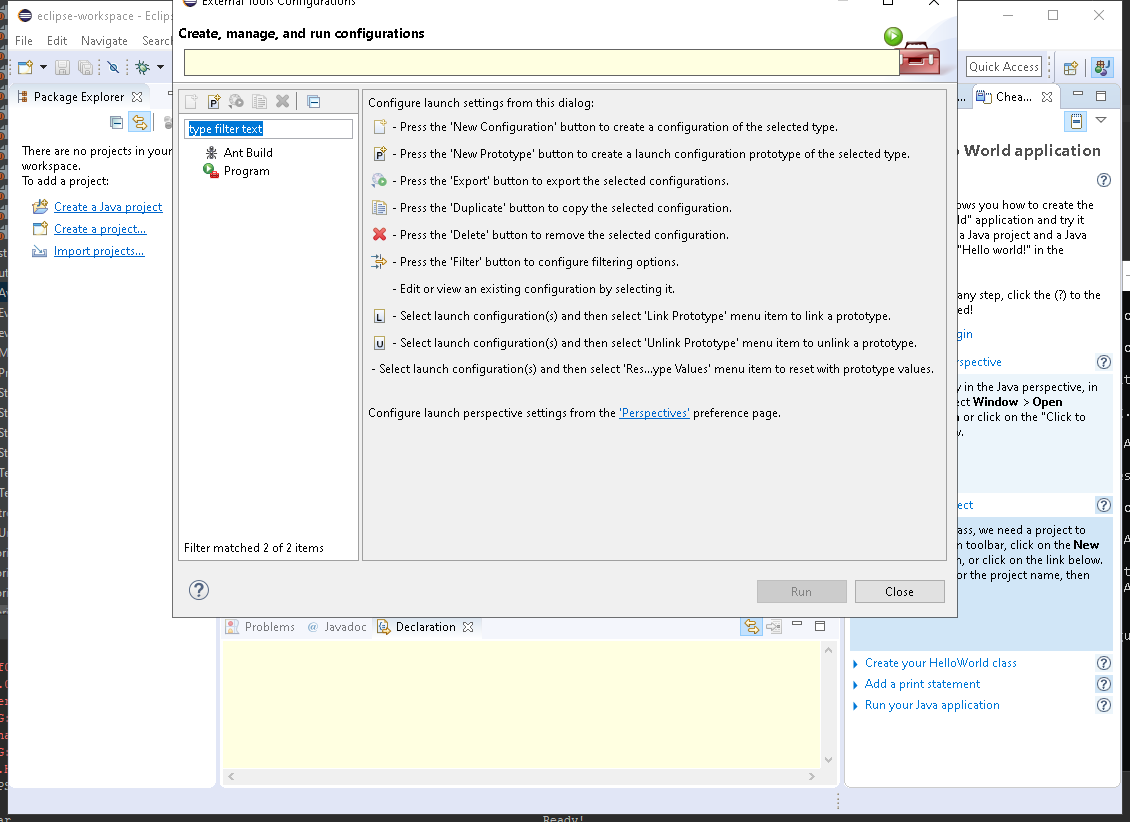 eclipse-workspace - Eclips
External Tools Configurations
File Edit Navigate Searc
Create, manage, and run configurations
Quick Access
Package Explorer
Chea...
There are no projects in your
workspace.
To add a project:
Create a Java project
Create a project...
Import projects...
type filter text
Ant Build
Program
Filter matched 2 of 2 items
Configure launch settings from this dialog:
- Press the 'New Configuration' button to create a configuration of the selected type.
P - Press the 'New Prototype' button to create a launch configuration prototype of the selected type.
- Press the 'Export' button to export the selected configurations.
- Press the 'Duplicate' button to copy the selected configuration.
- Press the 'Delete' button to remove the selected configuration.
- Press the 'Filter' button to configure filtering options.
- Edit or view an existing configuration by selecting it.
L - Select launch configuration(s) and then select 'Link Prototype' menu item to link a prototype.
U - Select launch configuration(s) and then select 'Unlink Prototype' menu item to unlink a prototype.
- Select launch configuration(s) and then select 'Res...ype Values' menu item to reset with prototype values.
Configure launch perspective settings from the 'Perspectives' preference page.
Run
Close
World application
ows you how to create the
ld" application and try it
a Java project and a Java
"Hello world!" in the
any step, click the (?) to the
ed!
gin
rspective
y in the Java perspective, in
ect Window > Open
or click on the "Click to
w.
ect
ass, we need a project to
n toolbar, click on the New
n, or click on the link below.
or the project name, then
Create your HelloWorld class
Add a print statement
Run your Java application
Problems @ Javadoc Declaration
Ready!